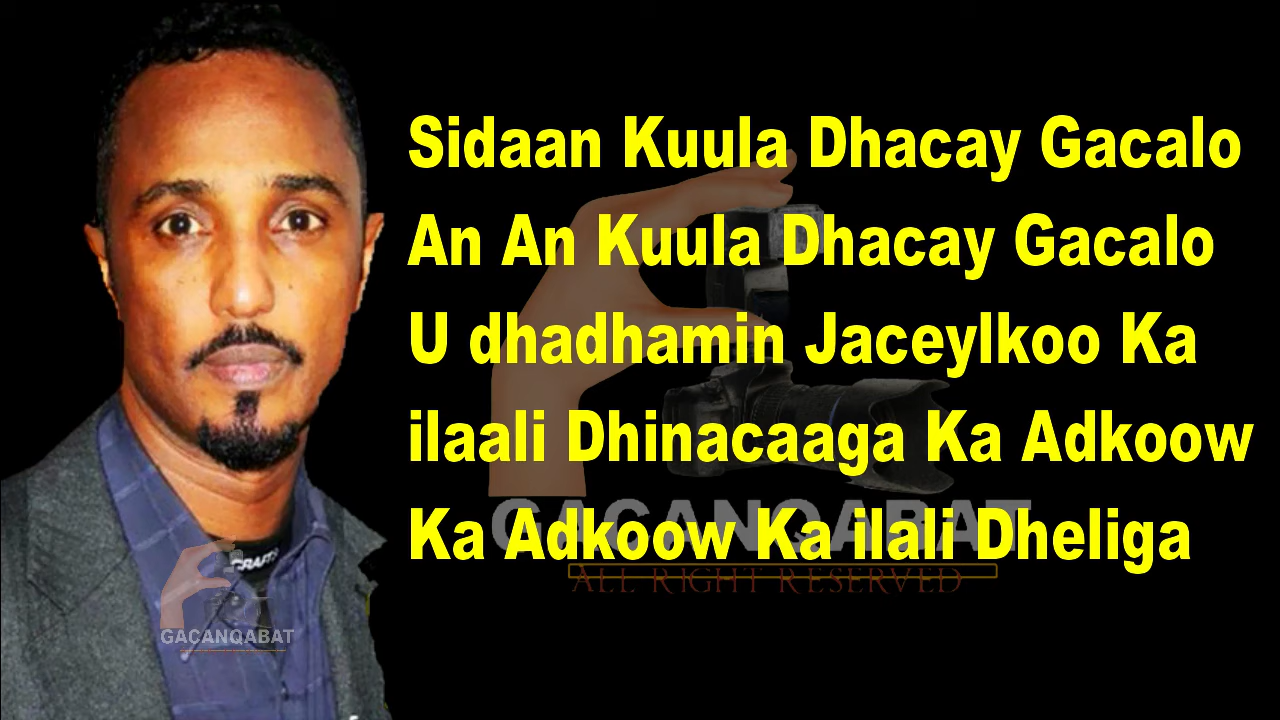 Sidaan Kuula Dhacay Gacalo
An An Kuula Dhacay Gacalo
U dhadhamin Jaceylkoo Ka
ilaali Dhinacaaga Ka Adkoow
Ka Adkoow Ka ilali Dheliga
GACANQABAT
ALL RIGHT RESERVED
GACANQABAT